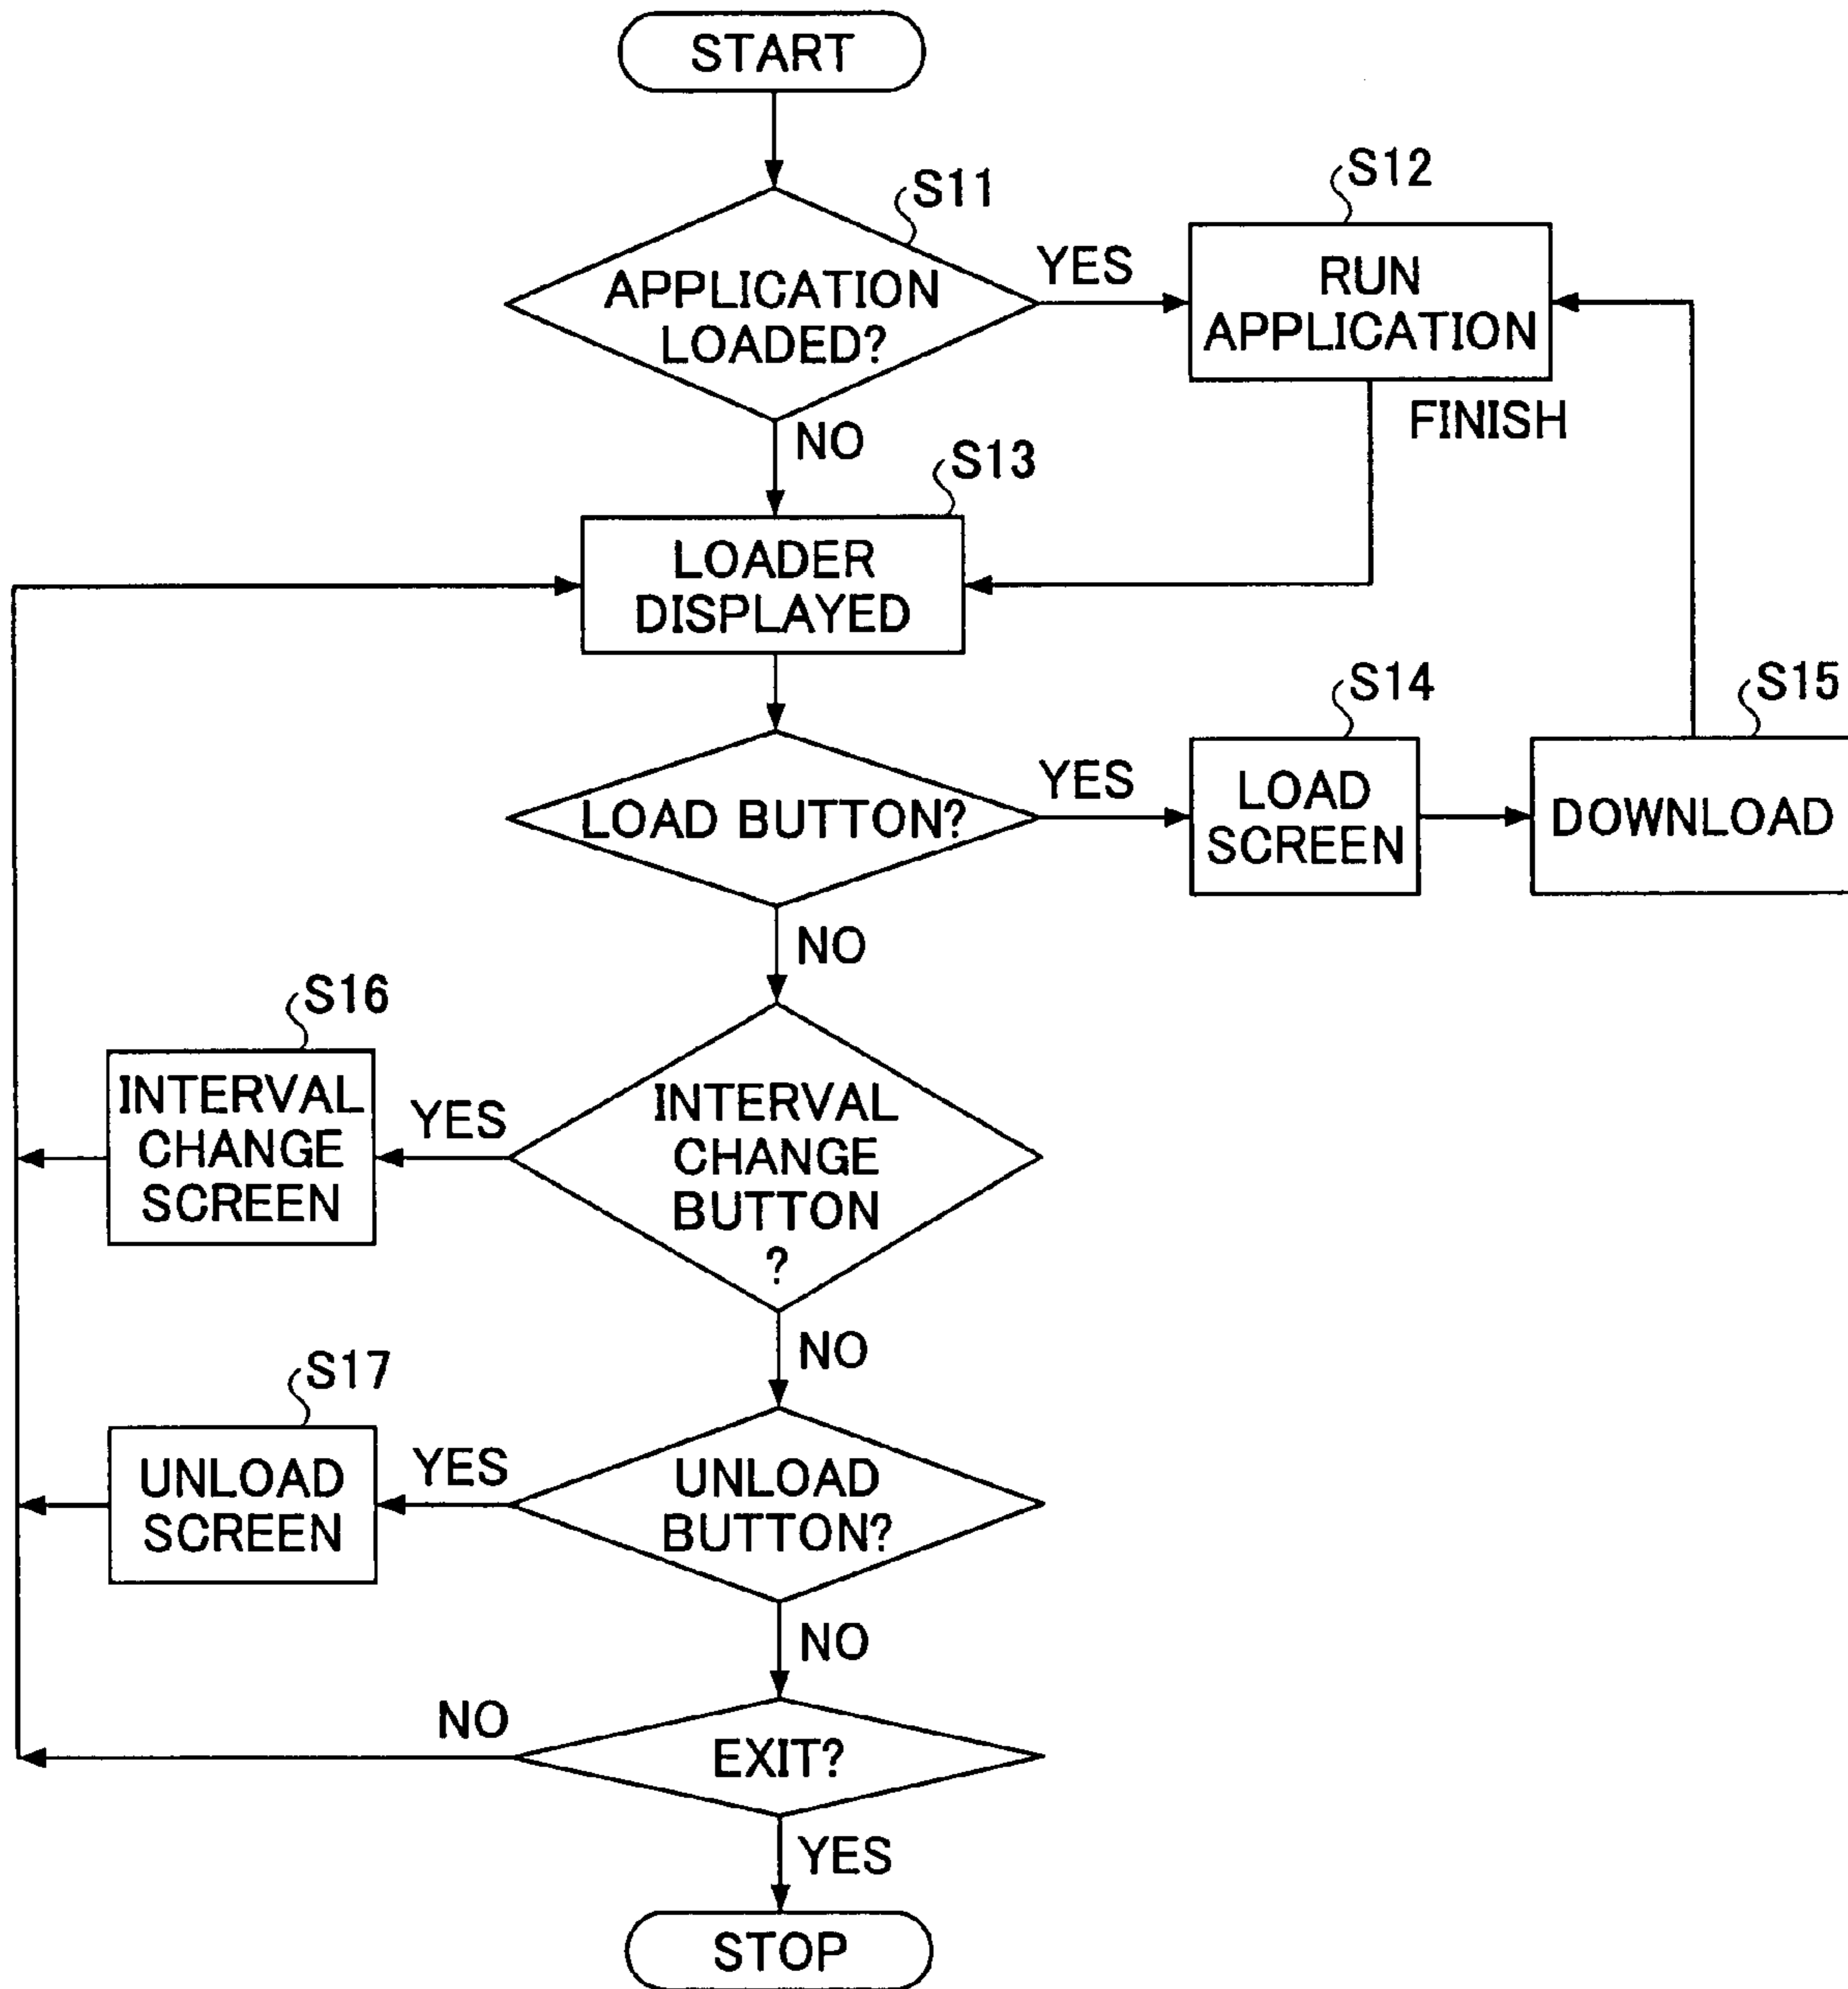 START
S11
S12
APPLICATION
LOADED?
YES
RUN
APPLICATION
FINISH
NO
S13
LOADER
DISPLAYED
S14
S15
LOAD BUTTON?
YES
LOAD
SCREEN
DOWNLOAD
NO
S16
INTERVAL
CHANGE
SCREEN
YES
INTERVAL
CHANGE
BUTTON
?
NO
S17
UNLOAD
SCREEN
YES
UNLOAD
BUTTON?
NO
NO
EXIT?
YES
STOP